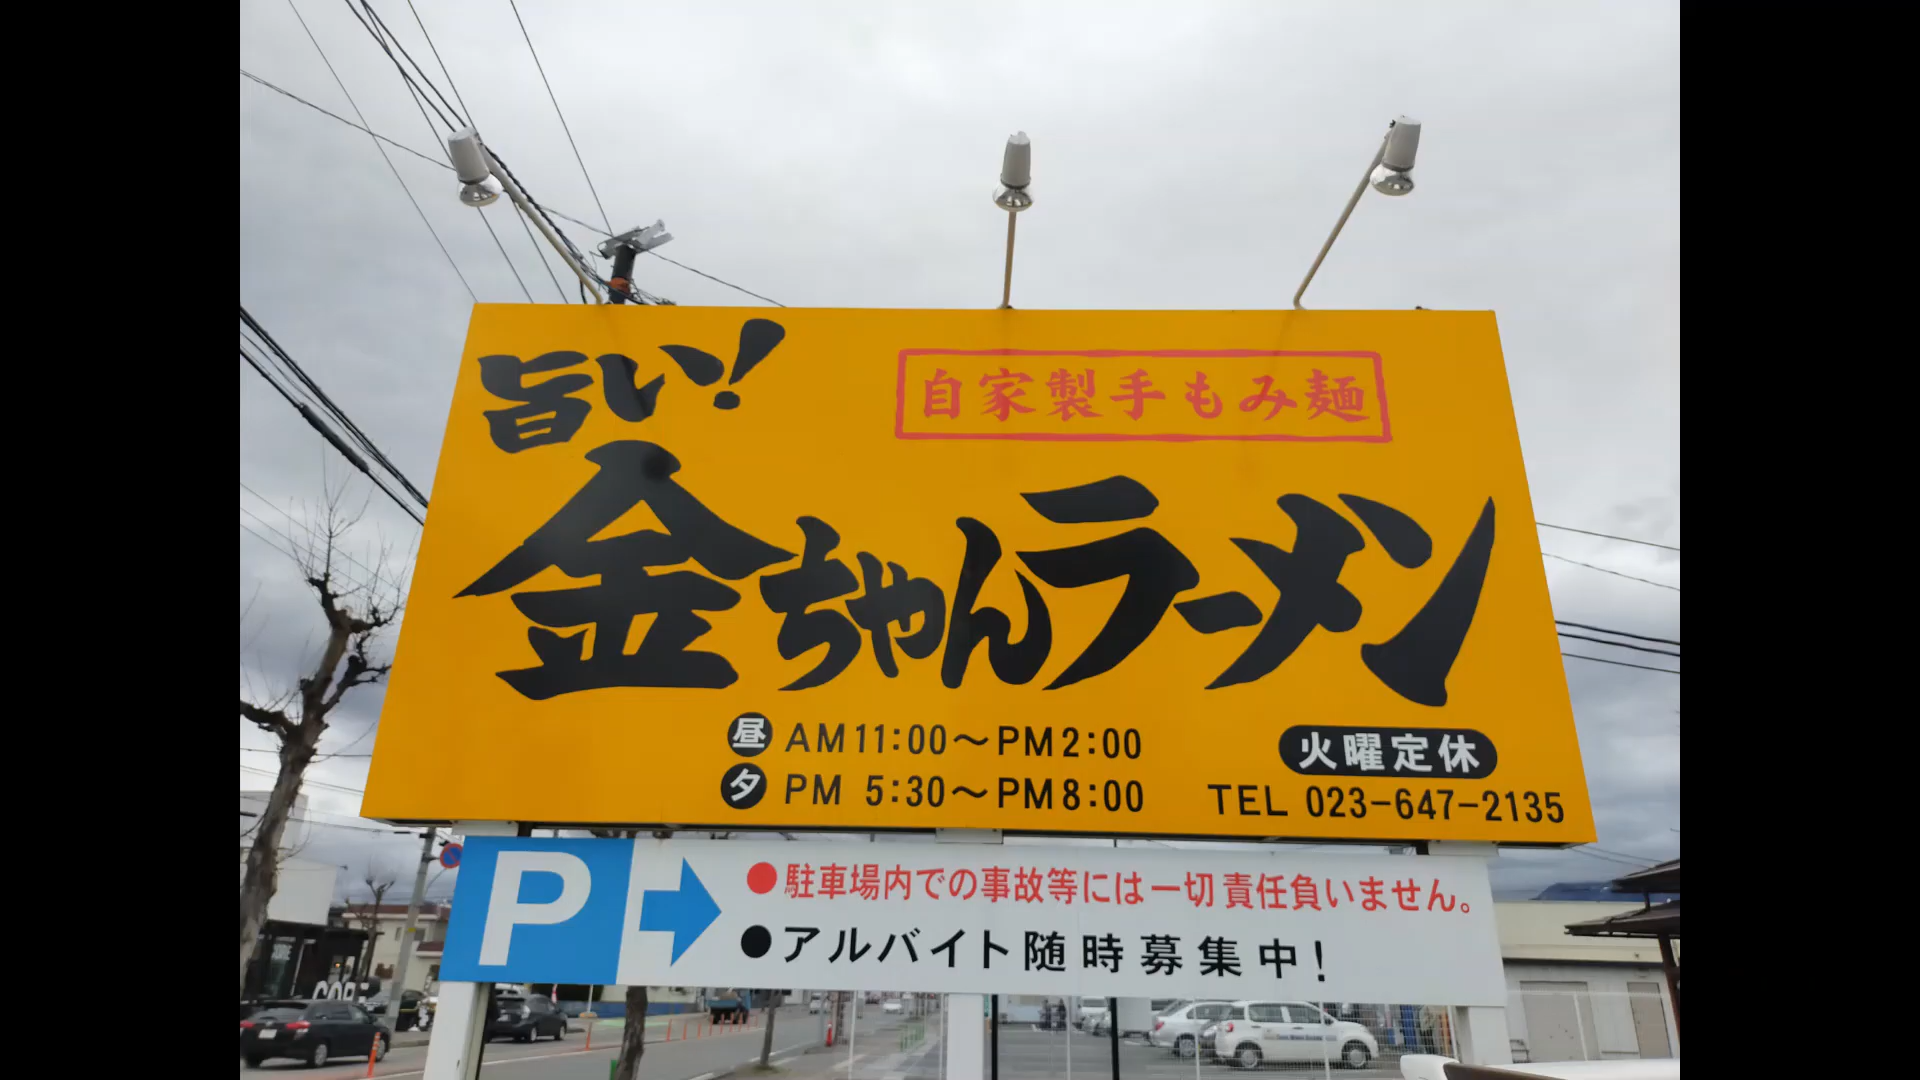 旨い!
自家製手もみ麺
金ちゃんラーメン
昼 AM11:00～PM2:00
夕 PM 5:30～PM8:00
火曜定休
TEL 023-647-2135
P
●駐車場内での事故等には一切責任負いません。
●アルバイト随時募集中!